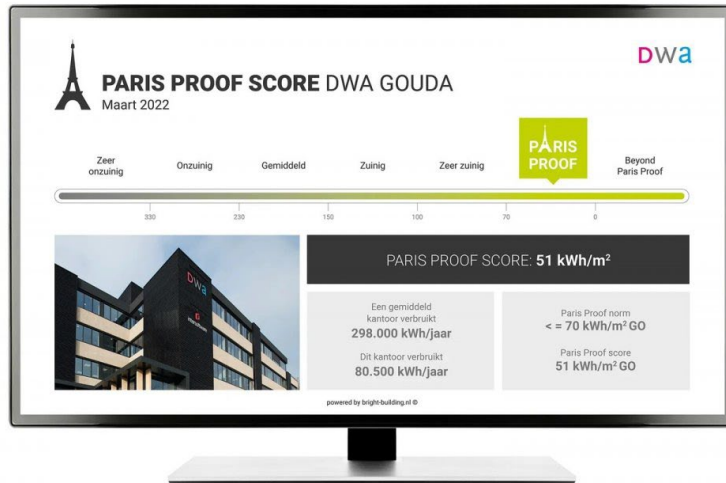 PARIS PROOF SCORE DWA GOUDA
Maart 2022
DWa
Zeer
onzuinig
Onzuinig
Gemiddeld
Zuinig
Zeer zuinig
PARIS
PROOF
Beyond
Paris Proof
330
230
150
100
70
0
DWa
PARIS PROOF SCORE: 51 kWh/m²
Een gemiddeld
kantoor verbruikt
298.000 kWh/jaar
Dit kantoor verbruikt
80.500 kWh/jaar
Paris Proof norm
< = 70 kWh/m² GO
Paris Proof score
51 kWh/m² GO
powered by bright-building.nl ©